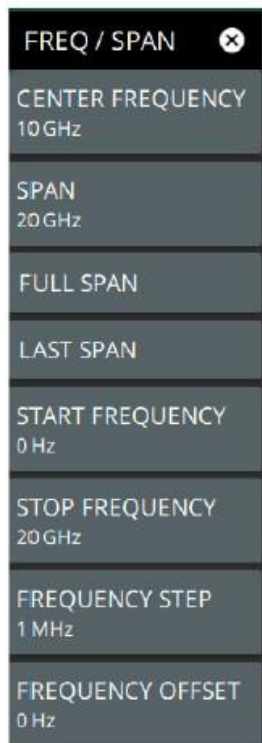 FREQ / SPAN
CENTER FREQUENCY
10 GHz
SPAN
20 GHz
FULL SPAN
LAST SPAN
START FREQUENCY
0 Hz
STOP FREQUENCY
20 GHz
FREQUENCY STEP
1 MHz
FREQUENCY OFFSET
0 Hz